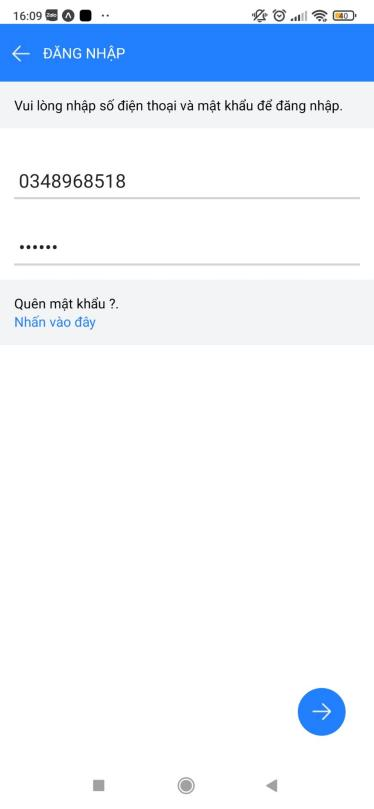 16:09
40
ĐĂNG NHẬP
Vui lòng nhập số điện thoại và mật khẩu để đăng nhập.
0348968518
••••••
Quên mật khẩu ?.
Nhấn vào đây